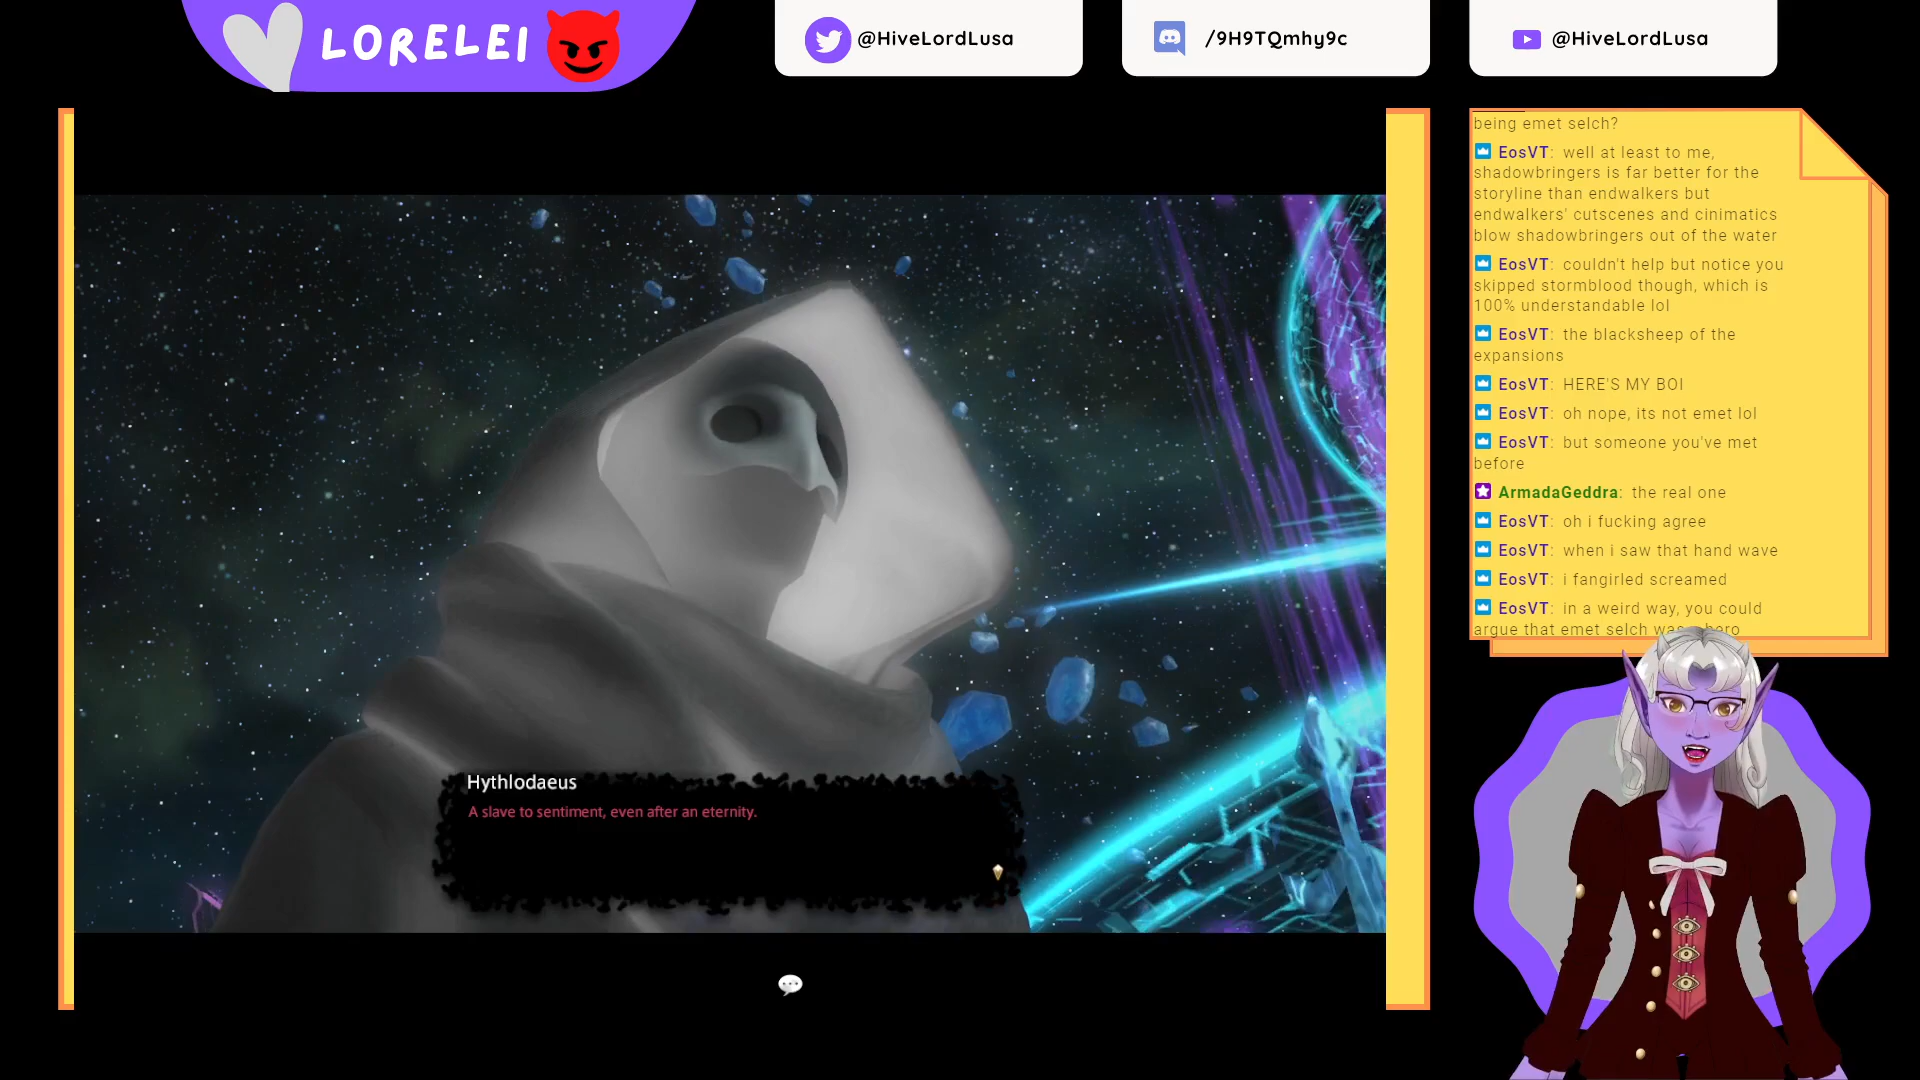 LORELEI
@HiveLordLusa
/9H9TQmhy9c
@HiveLordLusa
being emet selch?
EosVT: well at least to me,
shadowbringers is far better for the
storyline than endwalkers but
endwalkers' cutscenes and cinimatics
blow shadowbringers out of the water
EosVT: couldn't help but notice you
skipped stormblood though, which is
100% understandable lol
EosVT: the blacksheep of the
expansions
EosVT: HERE'S MY BOI
EosVT: oh nope, its not emet lol
EosVT: but someone you've met
before
ArmadaGeddra: the real one
EosVT: oh i fucking agree
EosVT: when i saw that hand wave
EosVT: i fangirled screamed
EosVT: in a weird way, you could
argue that emet selch was
Hythlodaeus
A slave to sentiment, even after an eternity.